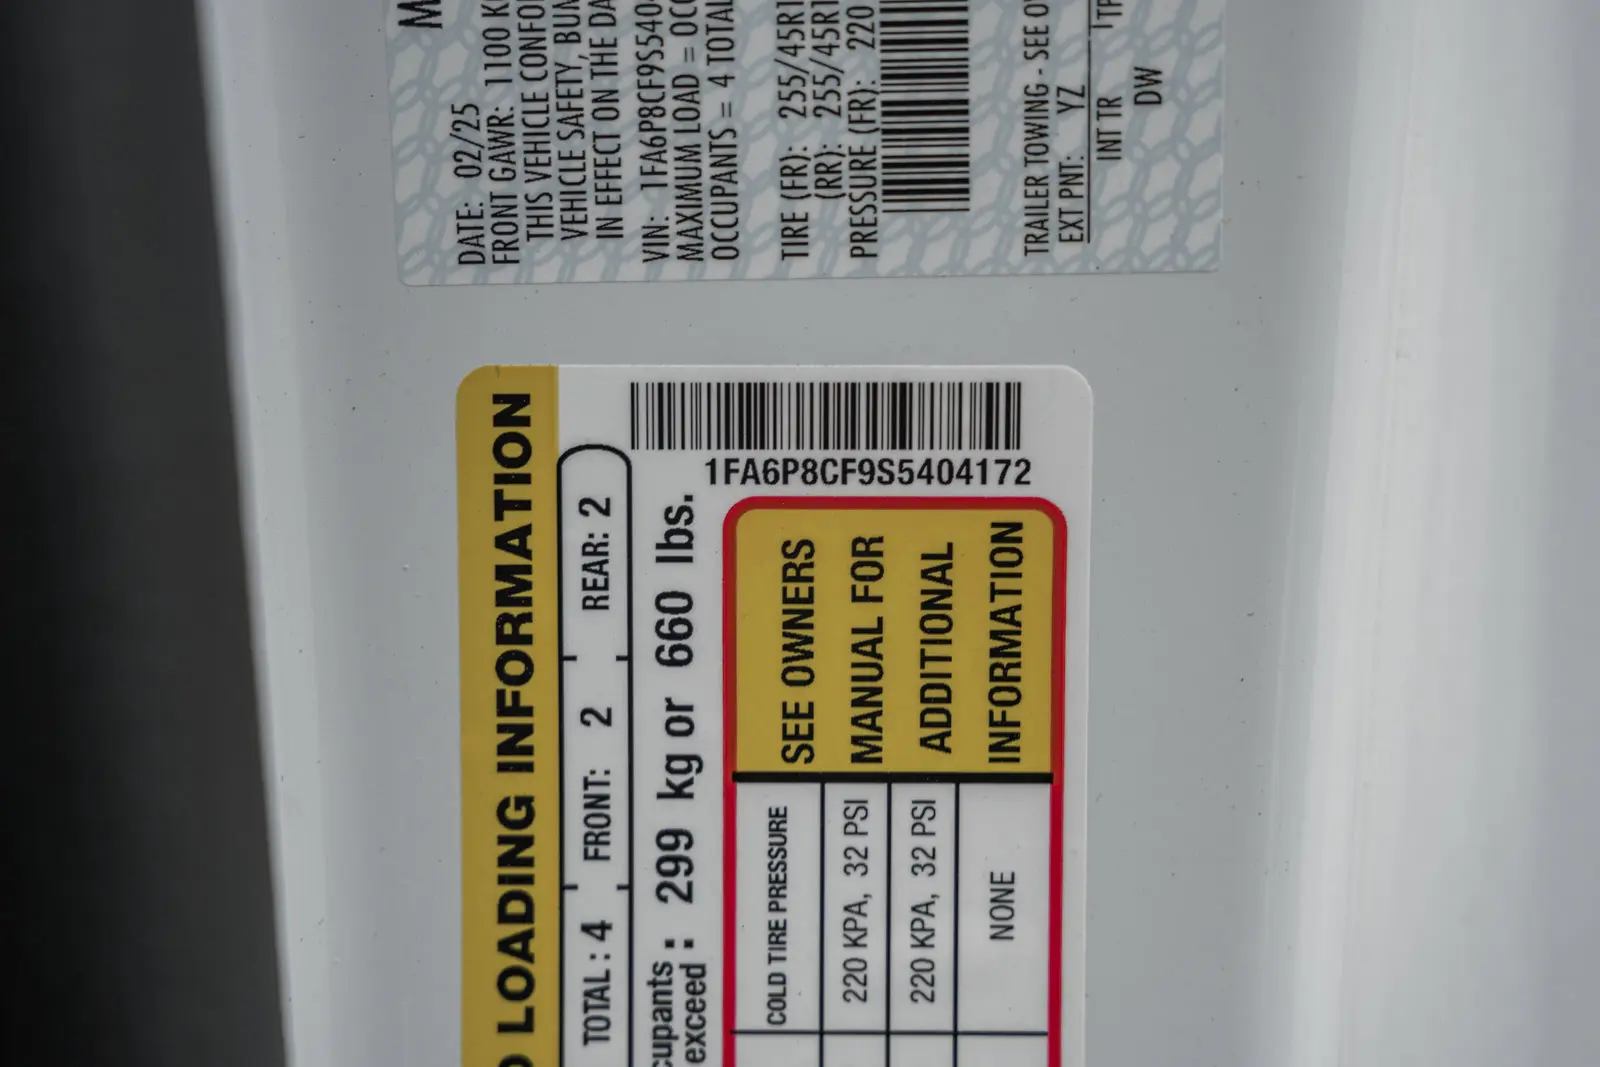 DATE: 02/25
FRONT GAWR: 1100 K
THIS VEHICLE CONFO
VEHICLE SAFETY, BUM
IN EFFECT ON THE DA
VIN: 1FA6P8CF9S540
MAXIMUM LOAD = OCC
OCCUPANTS = 4 TOTAL
TIRE (FR): 255/45R1
(RR): 255/45R1
PRESSURE (FR): 220
TRAILER TOWING - SEE O
EXT PNT: YZ
INT TR
DW
LOADING INFORMATION
TOTAL : 4 FRONT: 2 REAR: 2
cupants :
exceed : 299 kg or 660 lbs.
1FA6P8CF9S5404172
COLD TIRE PRESSURE
220 KPA, 32 PSI
220 KPA, 32 PSI
NONE
SEE OWNERS
MANUAL FOR
ADDITIONAL
INFORMATION